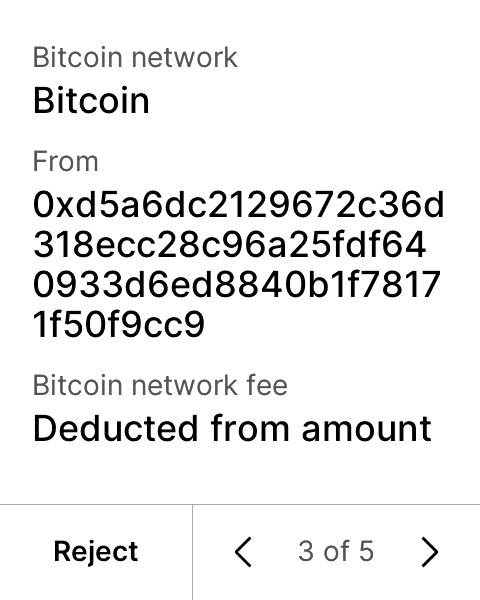 Bitcoin network
Bitcoin
From
0xd5a6dc2129672c36d
318ecc28c96a25fdf64
0933d6ed8840b1f7817
1f50f9cc9
Bitcoin network fee
Deducted from amount
Reject
3 of 5